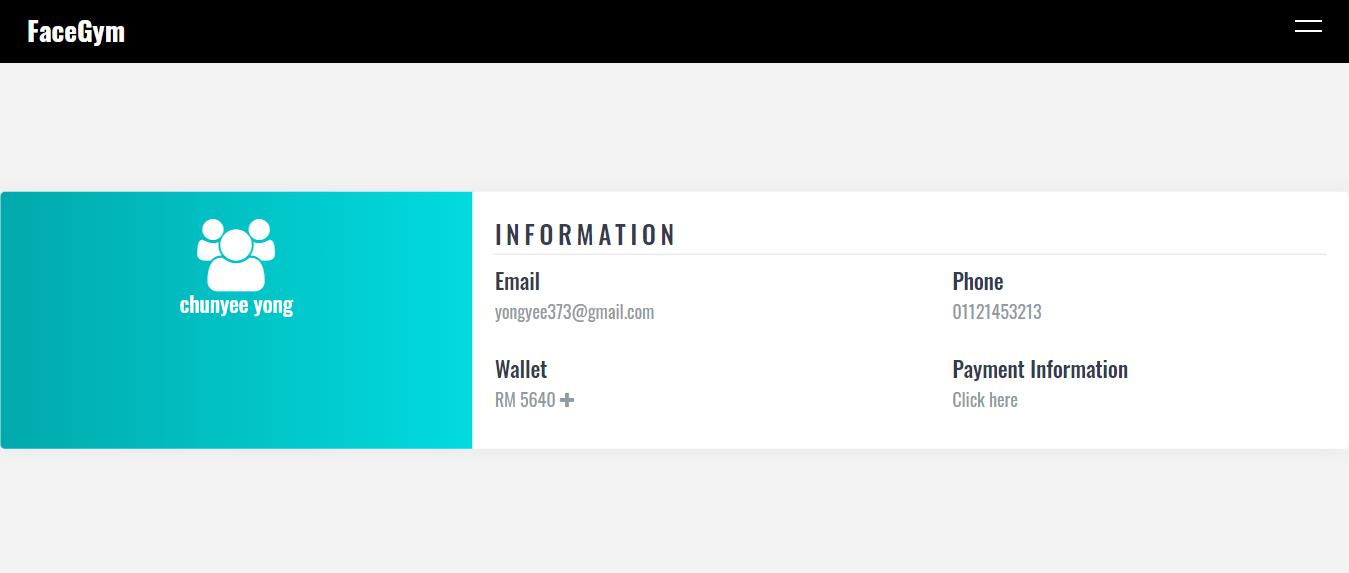 FaceGym
chunyee yong
INFORMATION
Email
yongyee373@gmail.com
Phone
01121453213
Wallet
RM 5640
Payment Information
Click here